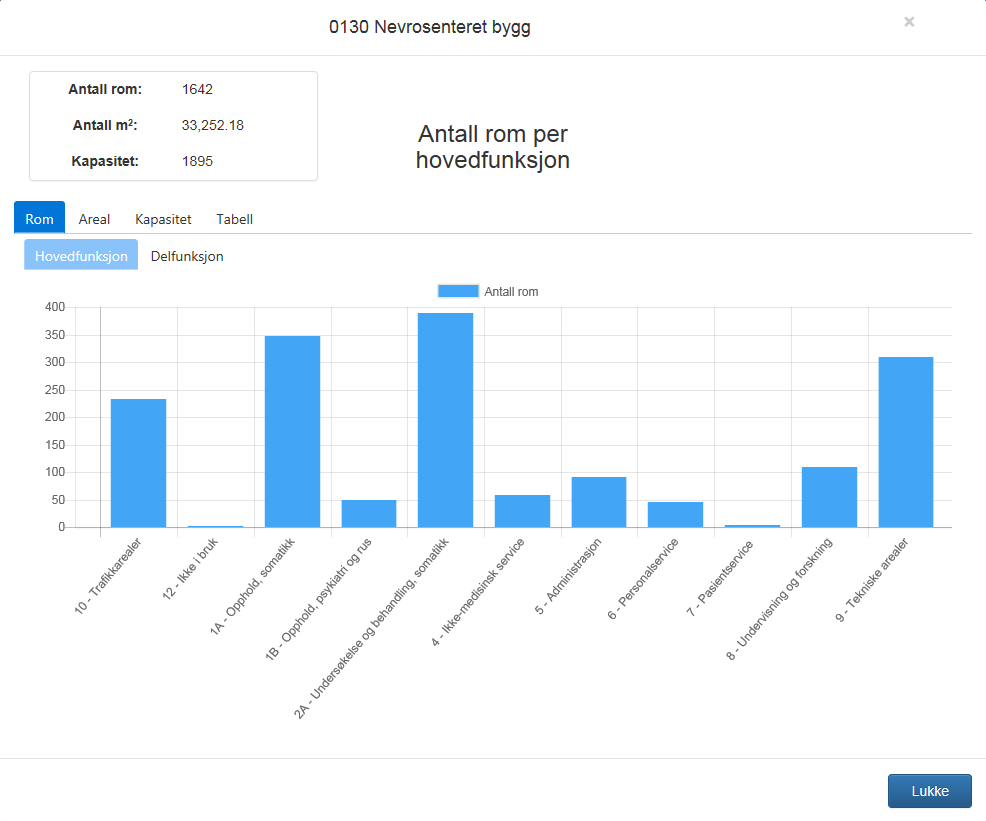 0130 Nevrosenteret bygg
×
Antall rom: 1642
Antall m²: 33,252.18
Kapasitet: 1895
Antall rom per
hovedfunksjon
Rom Areal Kapasitet Tabell
Hovedfunksjon Delfunksjon
Antall rom
400
350
300
250
200
150
100
50
0
10 - Trafikkarealer
12 - Ikke i bruk
1A - Opphold, somatikk
1B - Opphold, psykiatri og rus
2A - Undersøkelse og behandling, somatikk
4 - Ikke-medisinsk service
5 - Administrasjon
6 - Personalservice
7 - Pasientservice
8 - Undervisning og forskning
9 - Tekniske arealer
Lukke